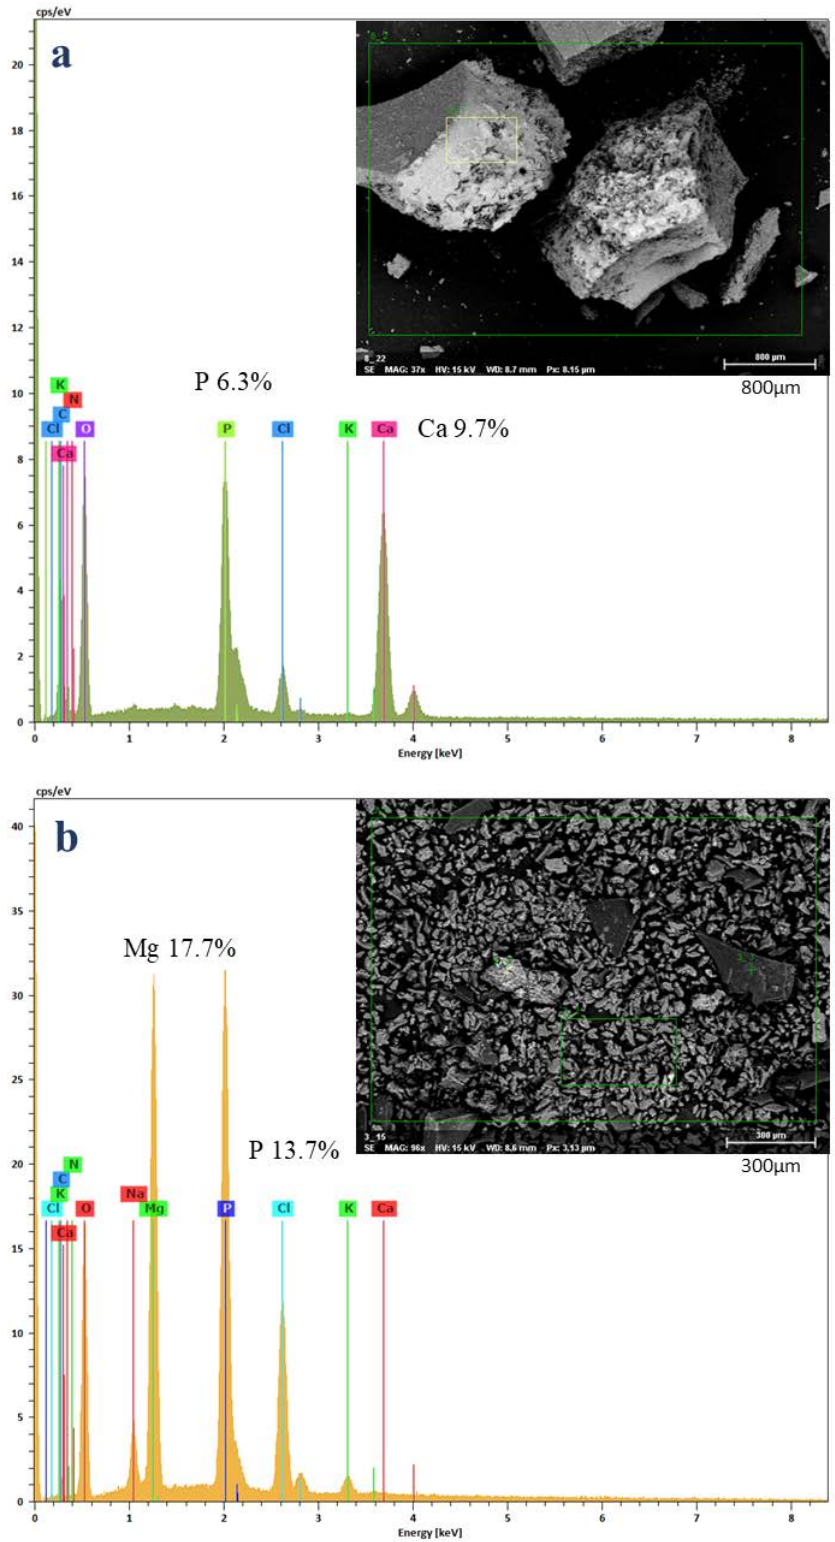 cps/eV
a
20
18
16
14
12
10
8
6
4
2
0
P 6.3%
Ca 9.7%
K
N
C
Cl
O
Ca
P
Cl
K
Ca
8_22
SE MAG: 37x HV: 15 kV WD: 8.7 mm Px: 8.15 µm
800 µm
800µm
0 1 2 3 4 5 6 7 8
Energy [keV]
cps/eV
b
40
35
30
25
20
15
10
5
0
Mg 17.7%
P 13.7%
N
C
K
Cl
O
Ca
Na
Mg
P
Cl
K
Ca
3_15
SE MAG: 96x HV: 15 kV WD: 8.6 mm Px: 3.13 µm
300 µm
300µm
0 1 2 3 4 5 6 7 8
Energy [keV]